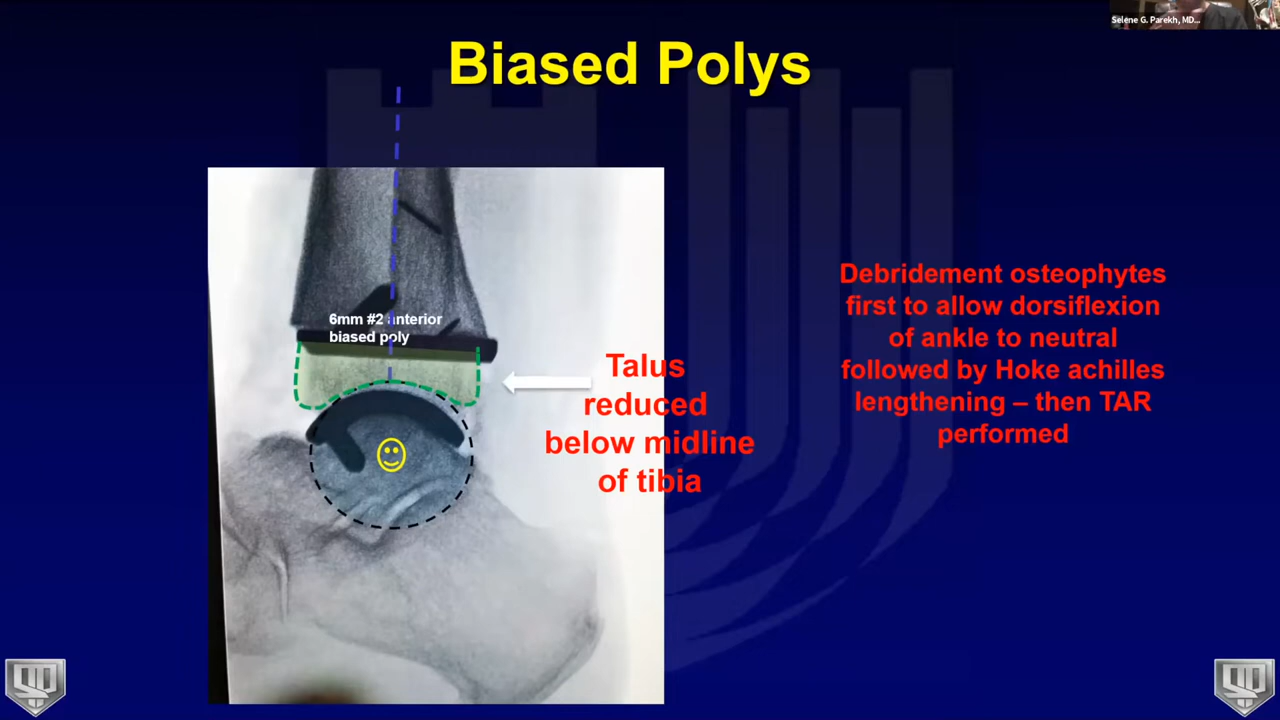 Selene G. Parekh, MD...
Biased Polys
6mm #2 anterior
biased poly
Talus
reduced
below midline
of tibia
Debridement osteophytes
first to allow dorsiflexion
of ankle to neutral
followed by Hoke achilles
lengthening – then TAR
performed